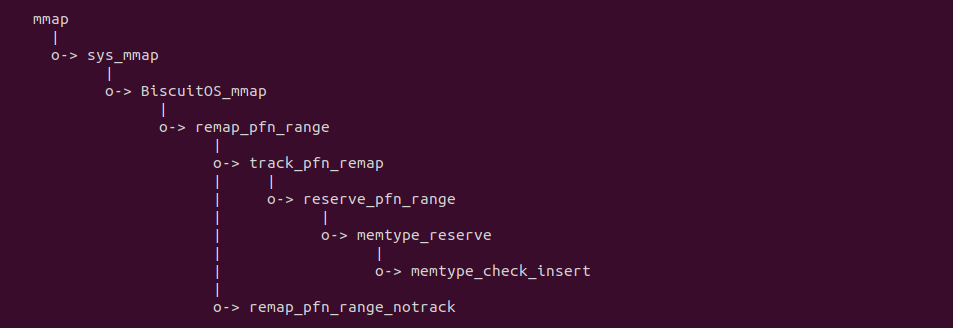 mmap
|
o-> sys_mmap
|
o-> BiscuitOS_mmap
|
o-> remap_pfn_range
|
o-> track_pfn_remap
| |
| o-> reserve_pfn_range
| |
| o-> memtype_reserve
| |
| o-> memtype_check_insert
|
o-> remap_pfn_range_notrack